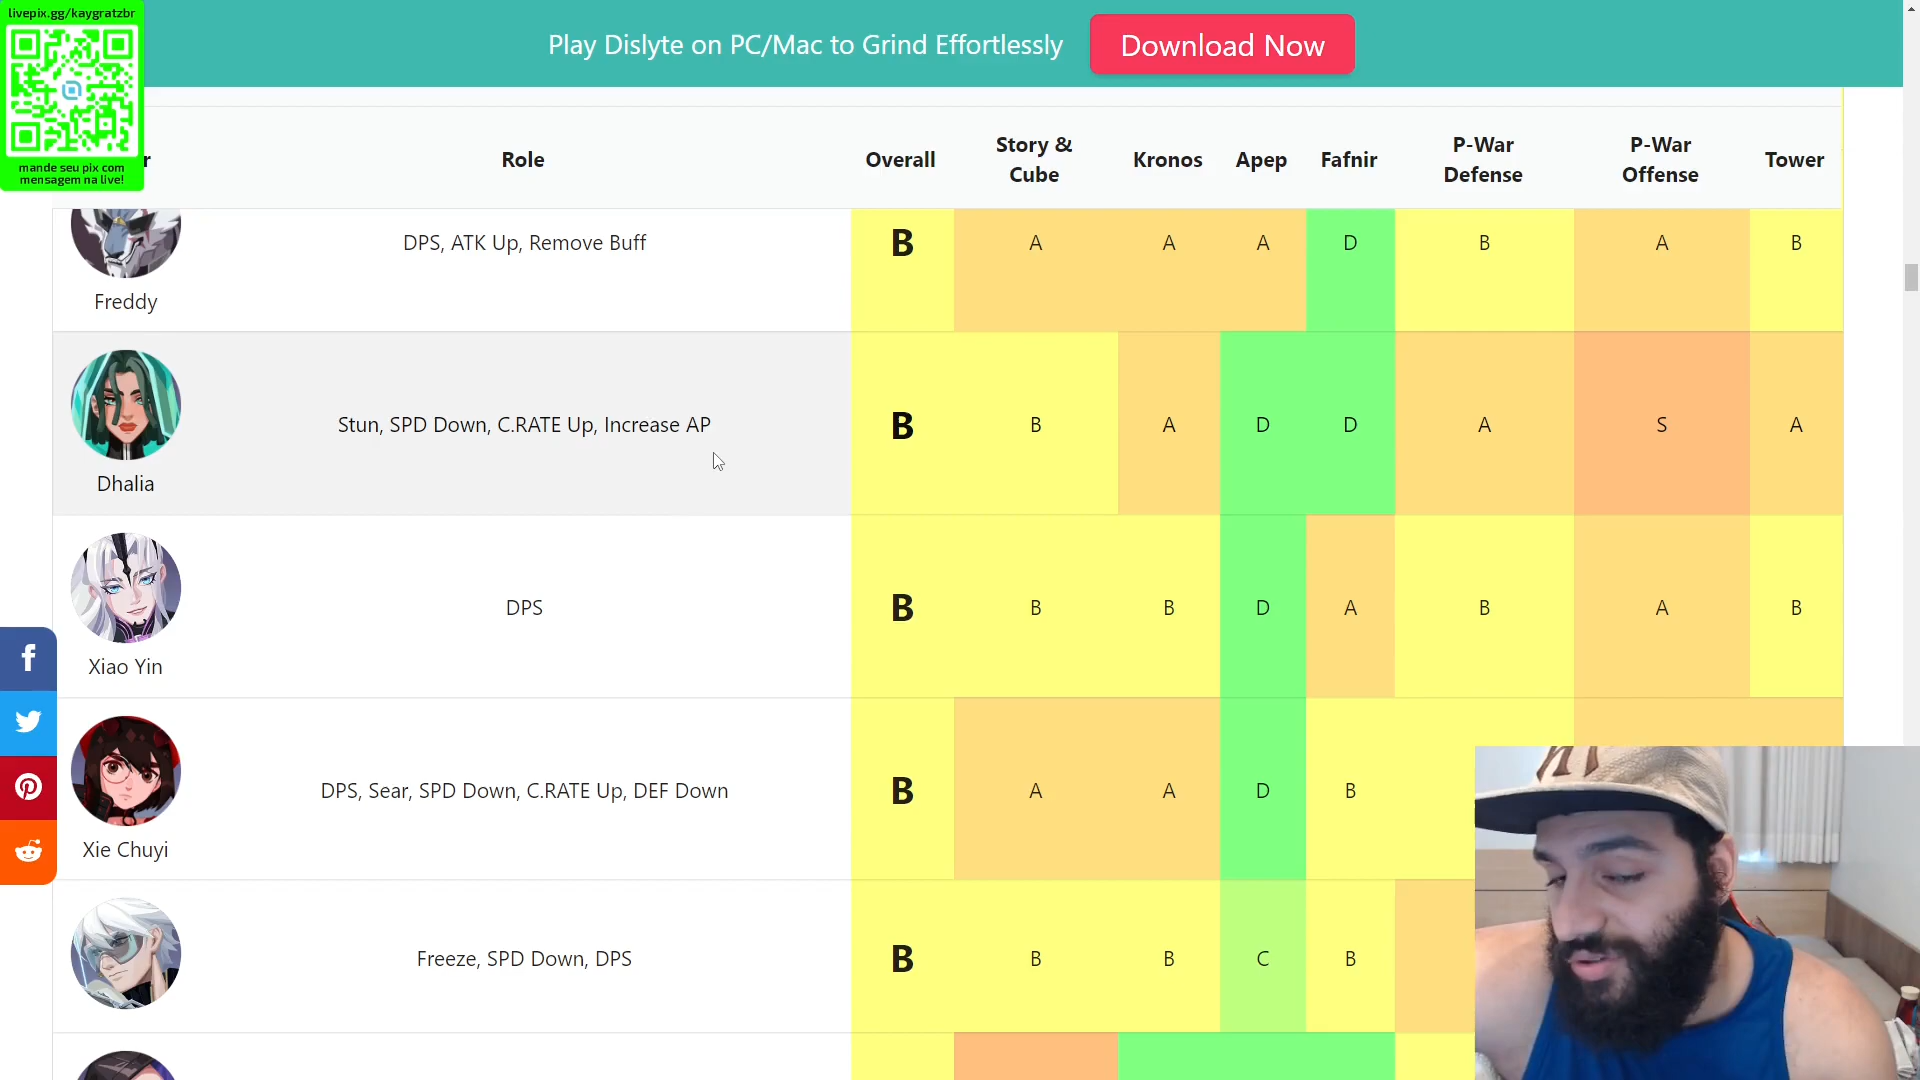 livepix.gg/kaygratzbr
mande seu pix com
mensagem na live!
Play Dislyte on PC/Mac to Grind Effortlessly
Download Now
r
Role
Overall
Story &
Cube
Kronos
Apep
Fafnir
P-War
Defense
P-War
Offense
Tower
Freddy
DPS, ATK Up, Remove Buff
B
A
A
A
D
B
A
B
Dhalia
Stun, SPD Down, C.RATE Up, Increase AP
B
B
A
D
D
A
S
A
Xiao Yin
DPS
B
B
B
D
A
B
A
B
Xie Chuyi
DPS, Sear, SPD Down, C.RATE Up, DEF Down
B
A
A
D
B
Freeze, SPD Down, DPS
B
B
B
C
B